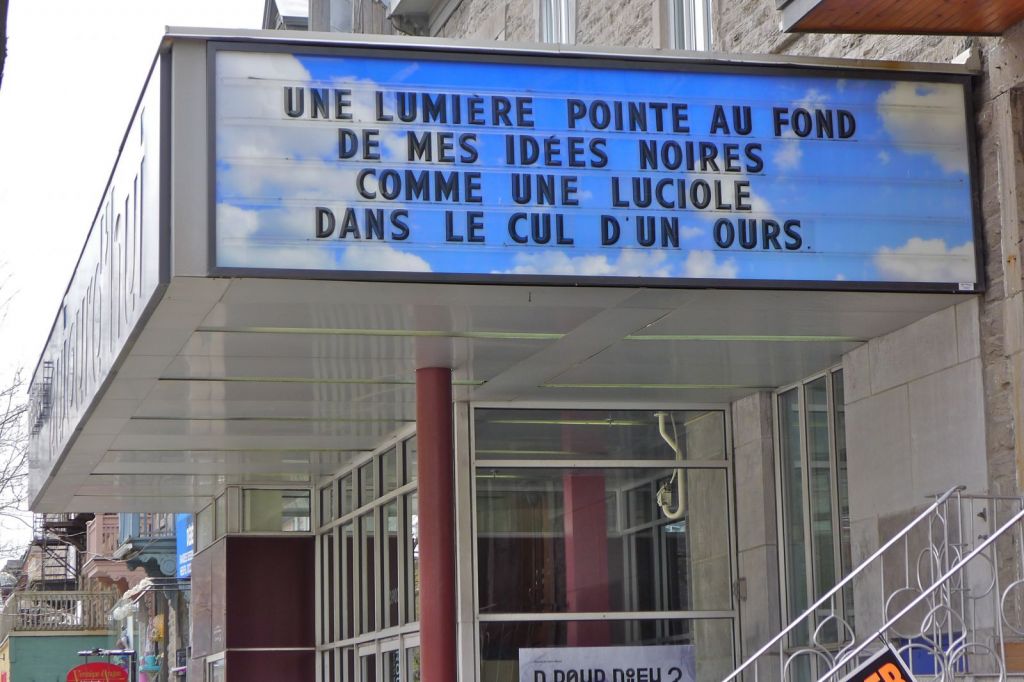 UNE LUMIÈRE POINTE AU FOND
DE MES IDÉES NOIRES
COMME UNE LUCIOLE
DANS LE CUL D'UN OURS.